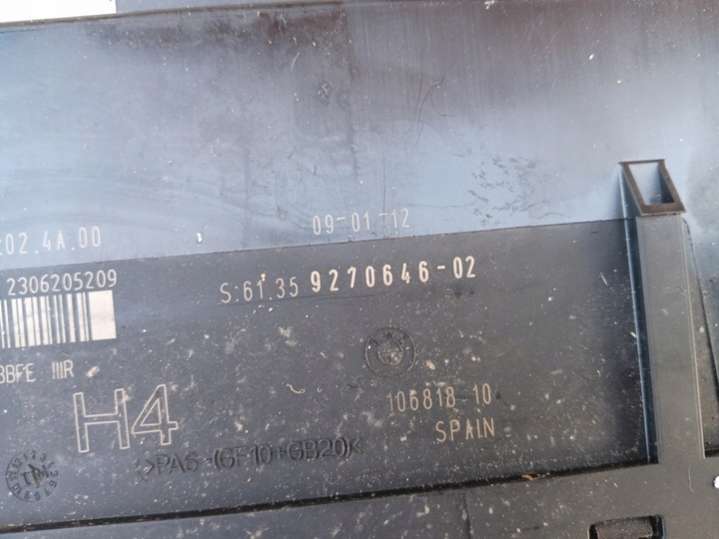 02.4A.00
09-01-12
2306205209
S:61.35 9270646-02
BBFE IIIR
H4
106818-10
SPAIN
>PA6-(GF10+GB20)<